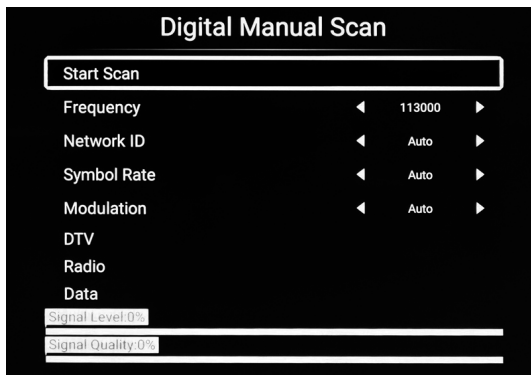 Digital Manual Scan
Start Scan
Frequency 113000
Network ID Auto
Symbol Rate Auto
Modulation Auto
DTV
Radio
Data
Signal Level:0%
Signal Quality:0%